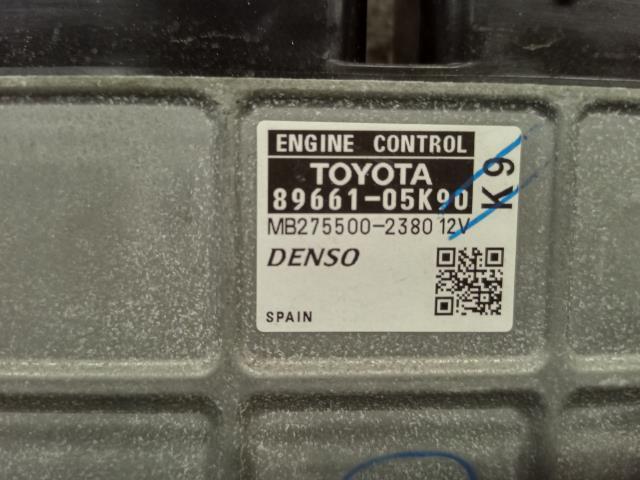 ENGINE CONTROL
TOYOTA
89661-05K90
K9
MB275500-2380 12V
DENSO
SPAIN